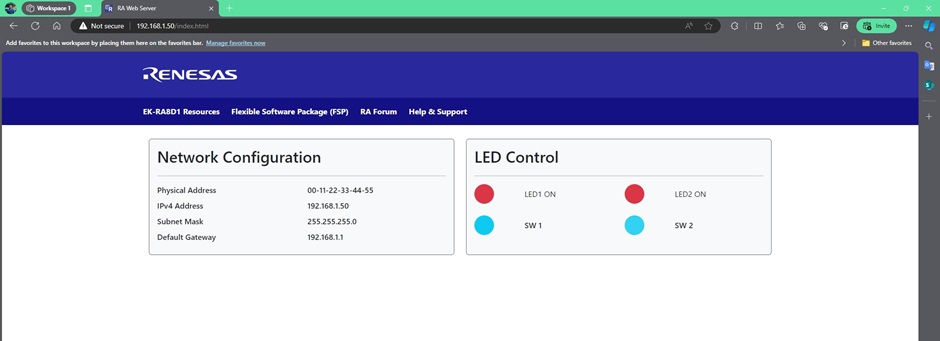 Workspace 1
RA Web Server
Not secure
192.168.1.50/index.html
Invite
Add favorites to this workspace by placing them here on the favorites bar. Manage favorites now
Other favorites
RENESAS
EK-RA8D1 Resources Flexible Software Package (FSP) RA Forum Help & Support
Network Configuration
Physical Address 00-11-22-33-44-55
IPv4 Address 192.168.1.50
Subnet Mask 255.255.255.0
Default Gateway 192.168.1.1
LED Control
LED1 ON LED2 ON
SW 1 SW 2